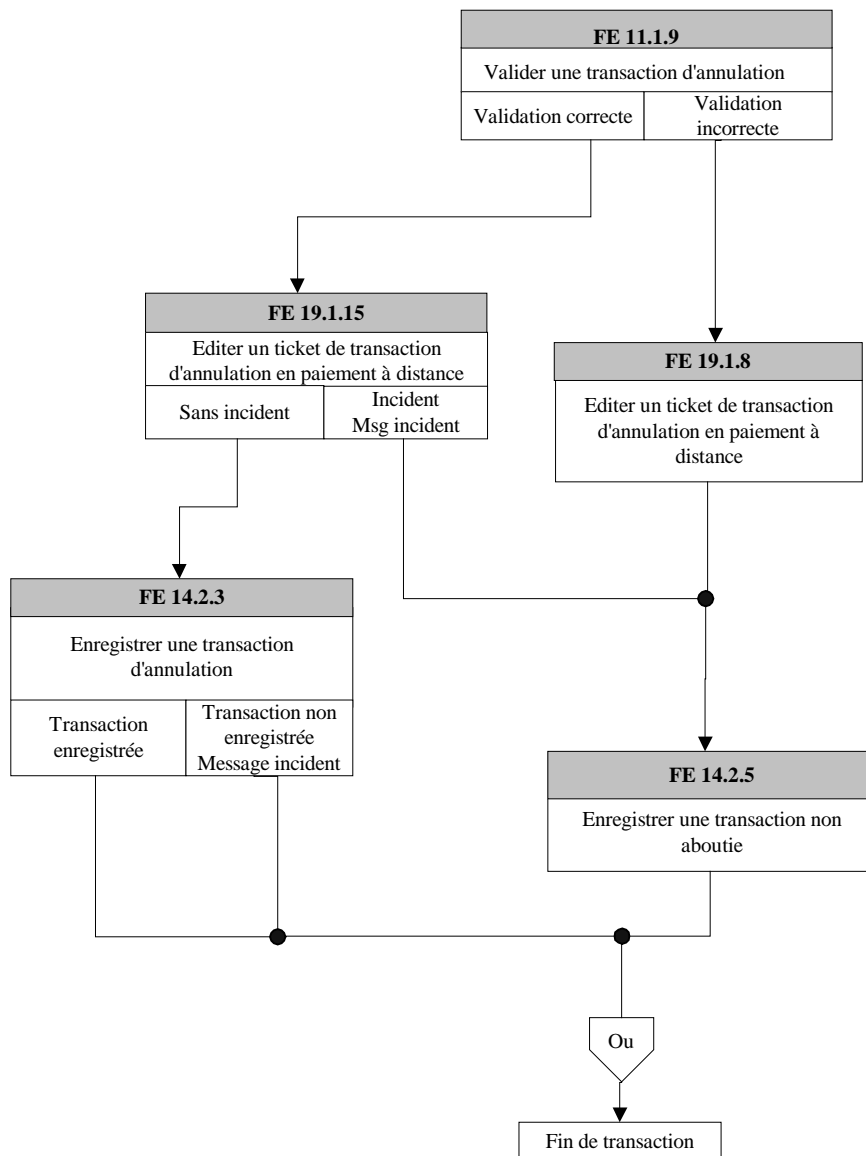 FE 11.1.9
Valider une transaction d'annulation
Validation correcte
Validation
incorrecte
FE 19.1.15
Editer un ticket de transaction
d'annulation en paiement à distance
Sans incident
Incident
Msg incident
FE 19.1.8
Editer un ticket de transaction
d'annulation en paiement à
distance
FE 14.2.3
Enregistrer une transaction
d'annulation
Transaction
enregistrée
Transaction non
enregistrée
Message incident
FE 14.2.5
Enregistrer une transaction non
aboutie
Ou
Fin de transaction